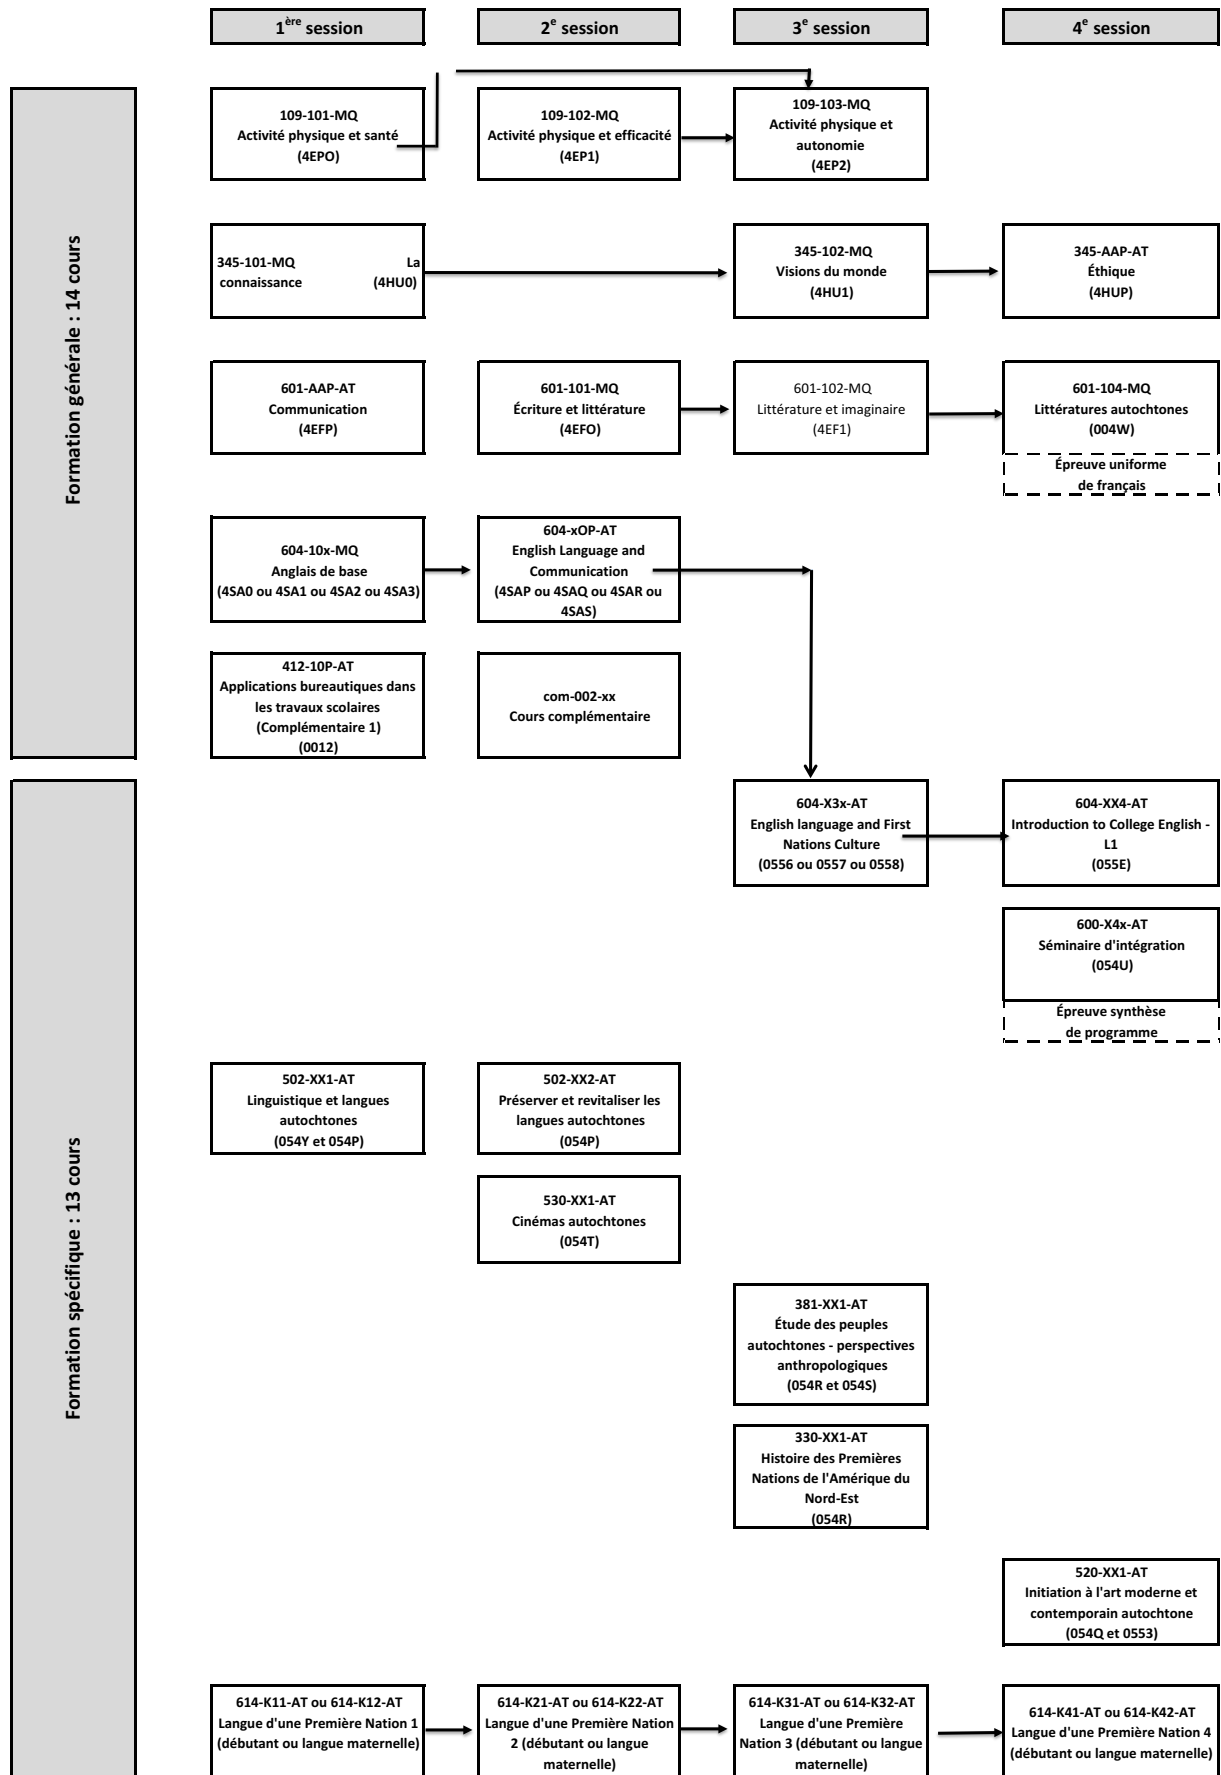 1ère session
2e session
3e session
4e session
Formation générale : 14 cours
109-101-MQ
Activité physique et santé
(4EPO)
109-102-MQ
Activité physique et efficacité
(4EP1)
109-103-MQ
Activité physique et
autonomie
(4EP2)
345-101-MQ La
connaissance (4HU0)
345-102-MQ
Visions du monde
(4HU1)
345-AAP-AT
Éthique
(4HUP)
601-AAP-AT
Communication
(4EFP)
601-101-MQ
Écriture et littérature
(4EFO)
601-102-MQ
Littérature et imaginaire
(4EF1)
601-104-MQ
Littératures autochtones
(004W)
Épreuve uniforme
de français
604-10x-MQ
Anglais de base
(4SA0 ou 4SA1 ou 4SA2 ou 4SA3)
604-xOP-AT
English Language and
Communication
(4SAP ou 4SAQ ou 4SAR ou
4SAS)
412-10P-AT
Applications bureautiques dans
les travaux scolaires
(Complémentaire 1)
(0012)
com-002-xx
Cours complémentaire
Formation spécifique : 13 cours
604-X3x-AT
English language and First
Nations Culture
(0556 ou 0557 ou 0558)
604-XX4-AT
Introduction to College English -
L1
(055E)
600-X4x-AT
Séminaire d'intégration
(054U)
Épreuve synthèse
de programme
502-XX1-AT
Linguistique et langues
autochtones
(054Y et 054P)
502-XX2-AT
Préserver et revitaliser les
langues autochtones
(054P)
530-XX1-AT
Cinémas autochtones
(054T)
381-XX1-AT
Étude des peuples
autochtones - perspectives
anthropologiques
(054R et 054S)
330-XX1-AT
Histoire des Premières
Nations de l'Amérique du
Nord-Est
(054R)
520-XX1-AT
Initiation à l'art moderne et
contemporain autochtone
(054Q et 0553)
614-K11-AT ou 614-K12-AT
Langue d'une Première Nation 1
(débutant ou langue maternelle)
614-K21-AT ou 614-K22-AT
Langue d'une Première Nation
2 (débutant ou langue
maternelle)
614-K31-AT ou 614-K32-AT
Langue d'une Première
Nation 3 (débutant ou langue
maternelle)
614-K41-AT ou 614-K42-AT
Langue d'une Première Nation 4
(débutant ou langue maternelle)